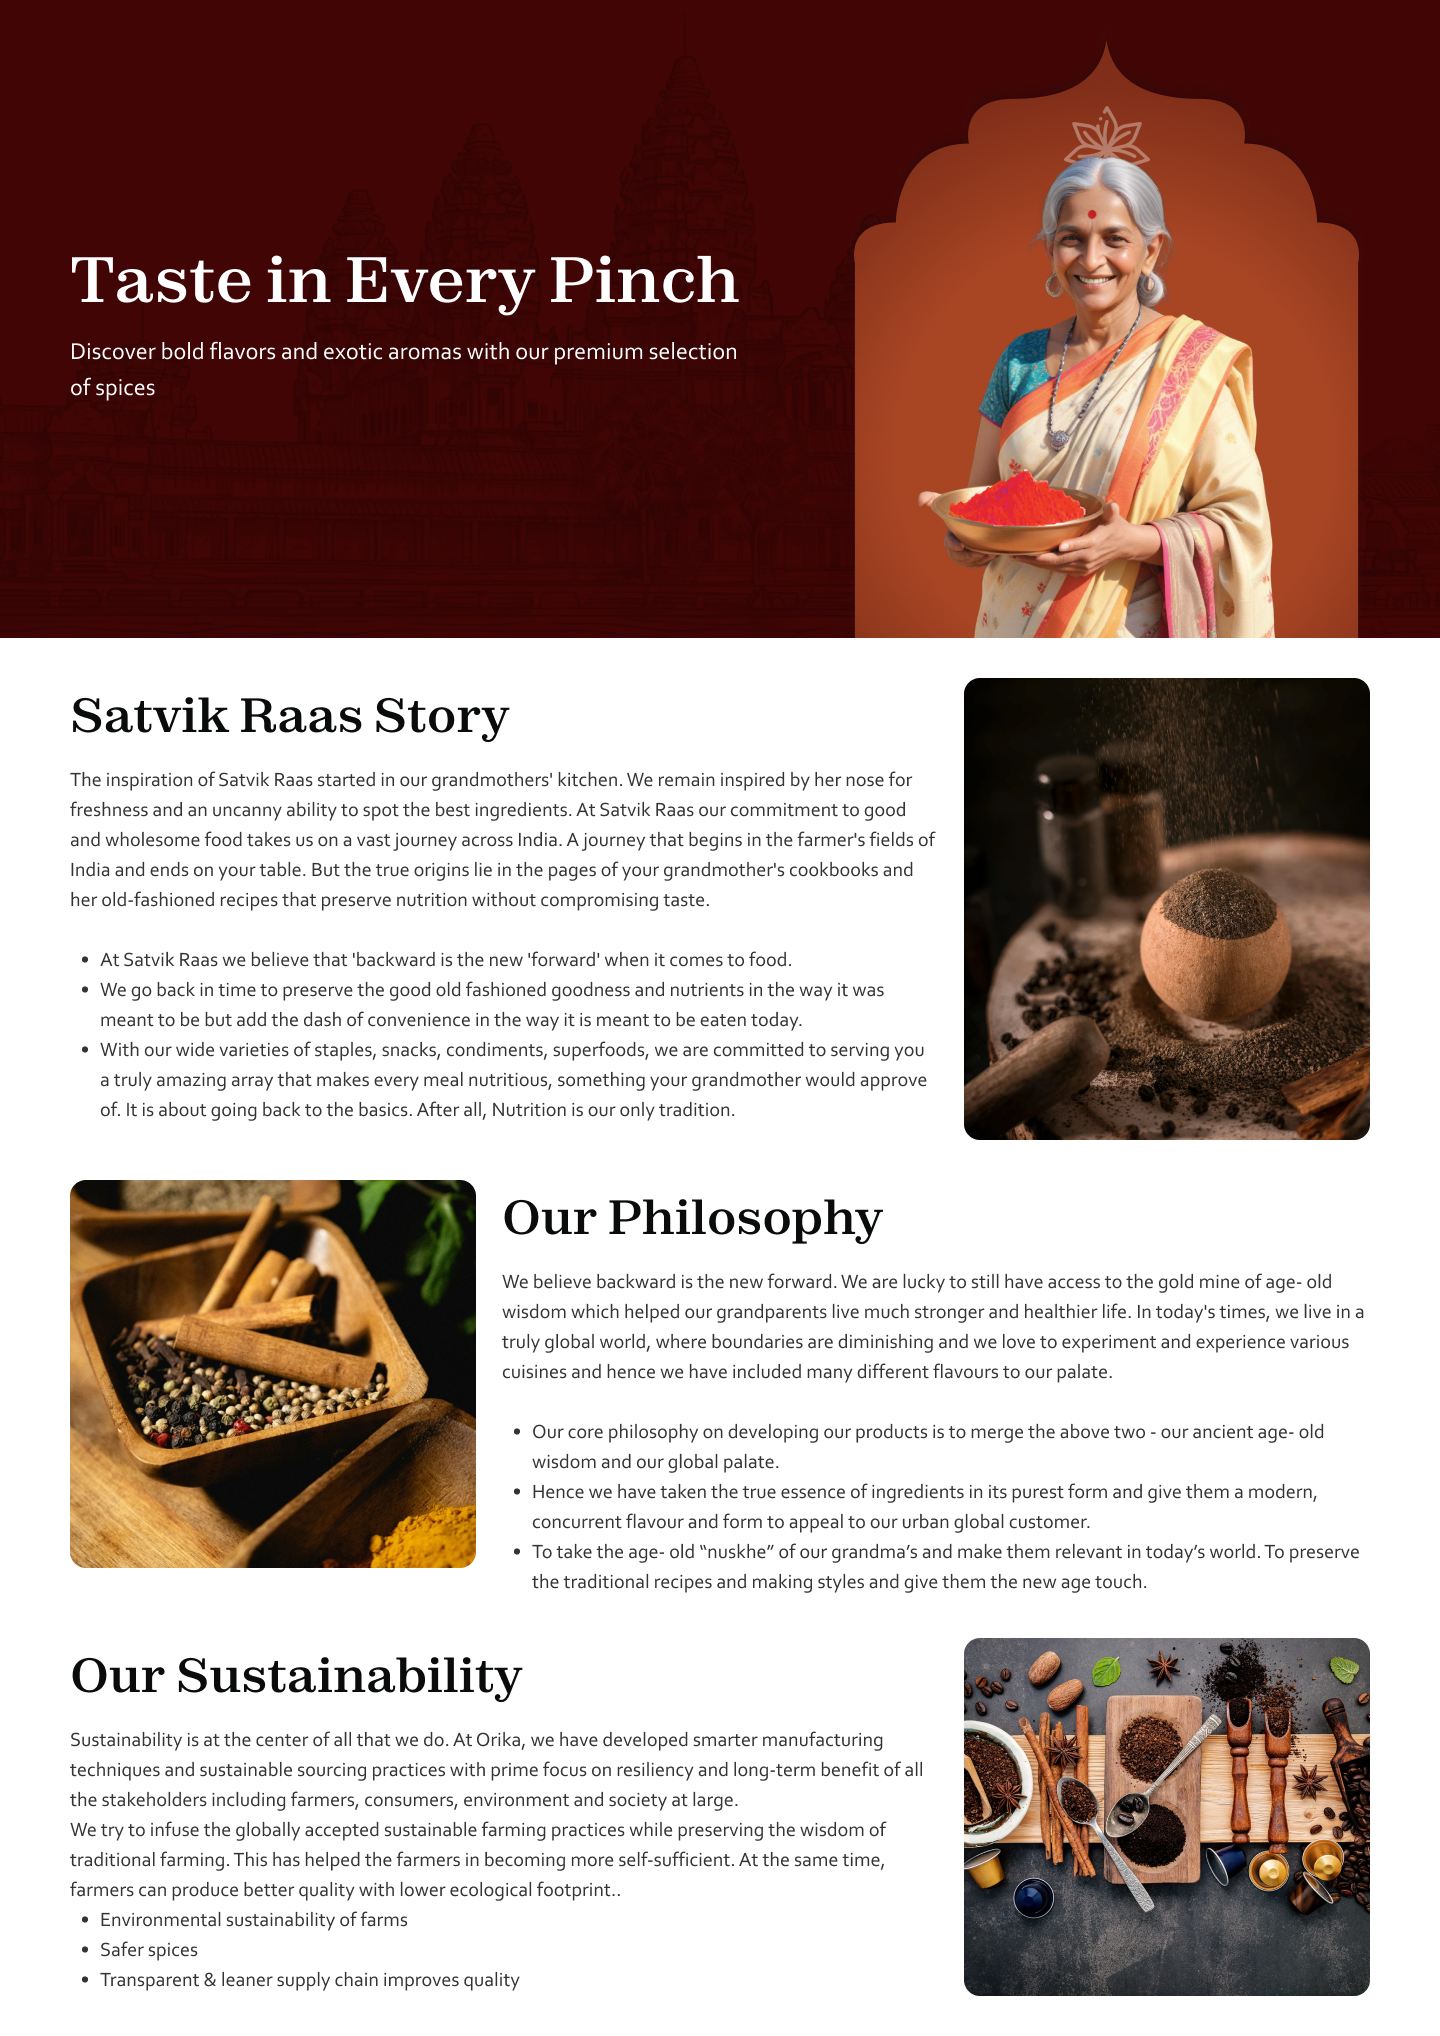 Taste in Every Pinch
Discover bold flavors and exotic aromas with our premium selection
of spices
Satvik Raas Story
The inspiration of Satvik Raas started in our grandmothers' kitchen. We remain inspired by her nose for
freshness and an uncanny ability to spot the best ingredients. At Satvik Raas our commitment to good
and wholesome food takes us on a vast journey across India. A journey that begins in the farmer's fields of
India and ends on your table. But the true origins lie in the pages of your grandmother's cookbooks and
her old-fashioned recipes that preserve nutrition without compromising taste.
• At Satvik Raas we believe that 'backward is the new 'forward' when it comes to food.
• We go back in time to preserve the good old fashioned goodness and nutrients in the way it was
meant to be but add the dash of convenience in the way it is meant to be eaten today.
• With our wide varieties of staples, snacks, condiments, superfoods, we are committed to serving you
a truly amazing array that makes every meal nutritious, something your grandmother would approve
of. It is about going back to the basics. After all, Nutrition is our only tradition.
Our Philosophy
We believe backward is the new forward. We are lucky to still have access to the gold mine of age- old
wisdom which helped our grandparents live much stronger and healthier life. In today's times, we live in a
truly global world, where boundaries are diminishing and we love to experiment and experience various
cuisines and hence we have included many different flavours to our palate.
• Our core philosophy on developing our products is to merge the above two - our ancient age- old
wisdom and our global palate.
• Hence we have taken the true essence of ingredients in its purest form and give them a modern,
concurrent flavour and form to appeal to our urban global customer.
• To take the age- old “nuskhe” of our grandma’s and make them relevant in today’s world. To preserve
the traditional recipes and making styles and give them the new age touch.
Our Sustainability
Sustainability is at the center of all that we do. At Orika, we have developed smarter manufacturing
techniques and sustainable sourcing practices with prime focus on resiliency and long-term benefit of all
the stakeholders including farmers, consumers, environment and society at large.
We try to infuse the globally accepted sustainable farming practices while preserving the wisdom of
traditional farming. This has helped the farmers in becoming more self-sufficient. At the same time,
farmers can produce better quality with lower ecological footprint..
• Environmental sustainability of farms
• Safer spices
• Transparent & leaner supply chain improves quality